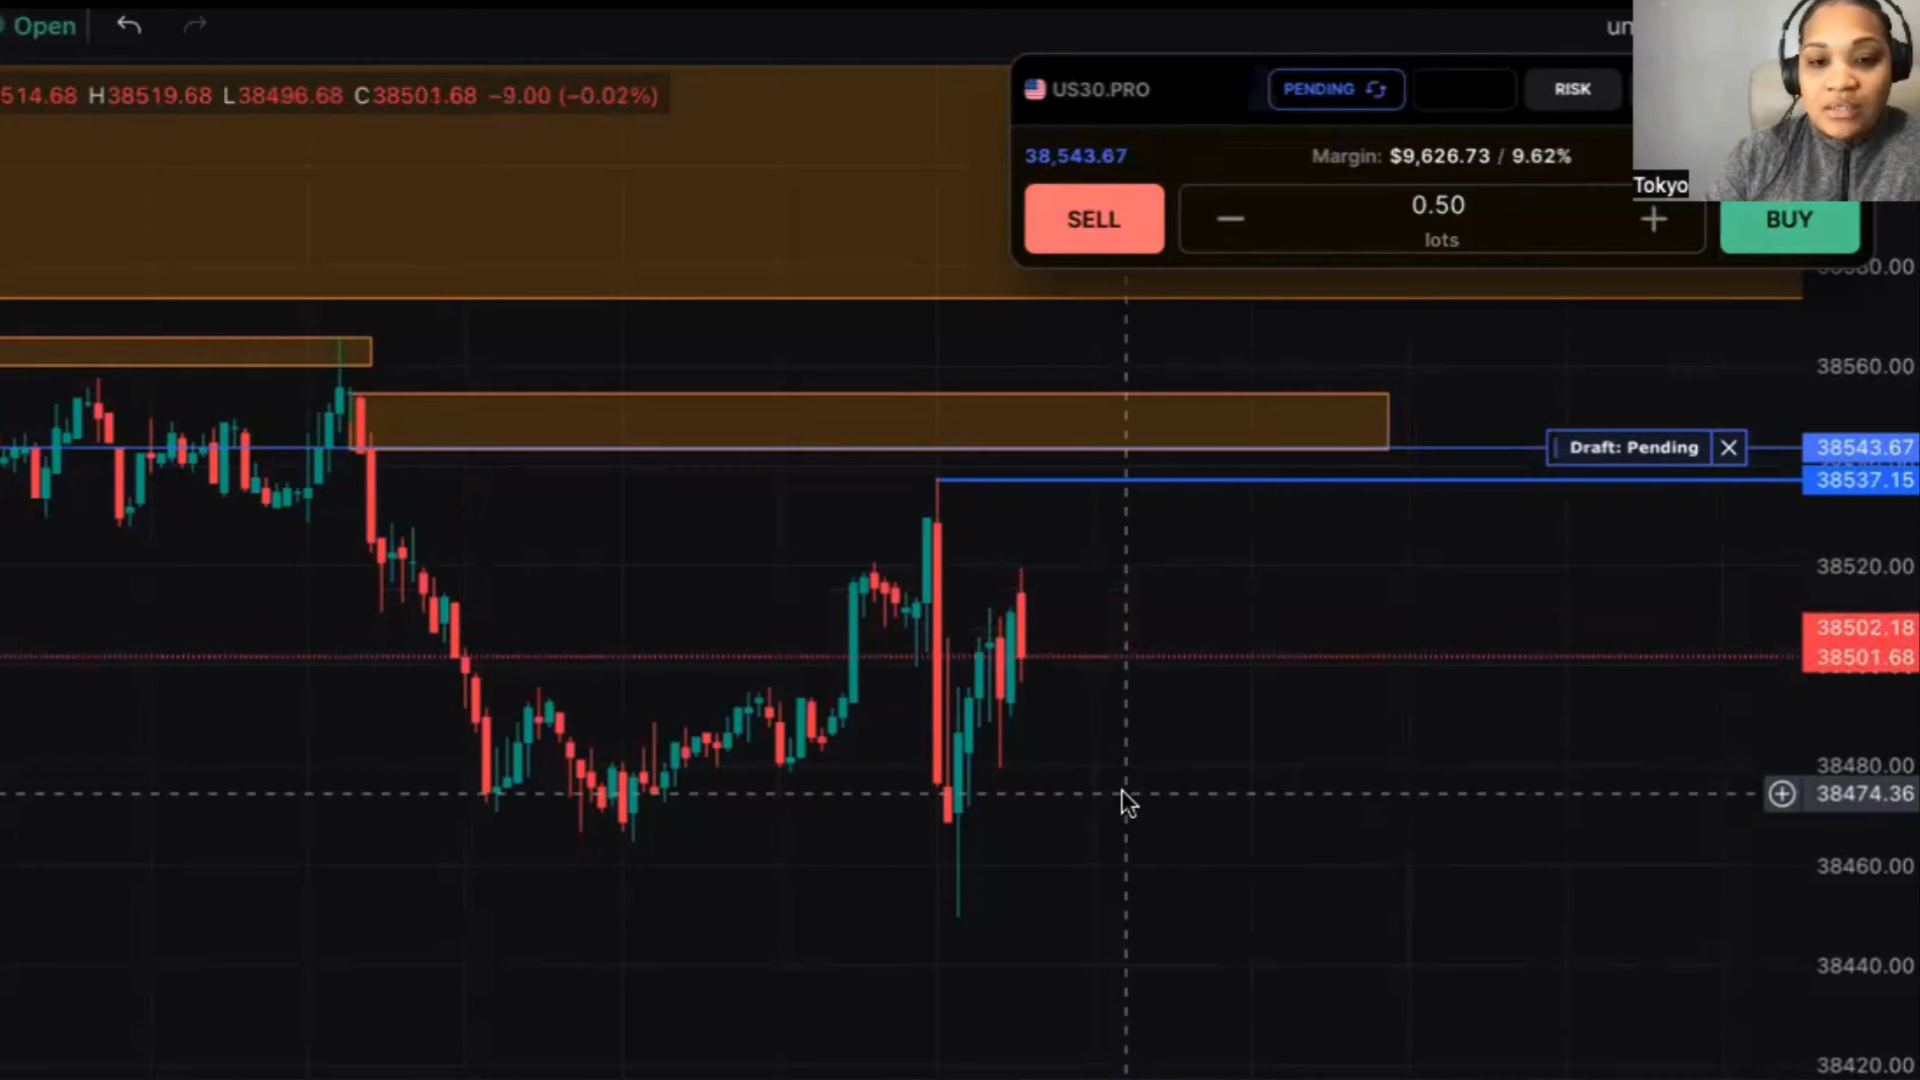 Open
un
514.68 H38519.68 L38496.68 C38501.68 −9.00 (−0.02%)
US30.PRO
PENDING
RISK
38,543.67
Margin: $9,626.73 / 9.62%
Tokyo
SELL
0.50
lots
BUY
38560.00
Draft: Pending
38543.67
38537.15
38520.00
38502.18
38501.68
38480.00
38474.36
38460.00
38440.00
38420.00